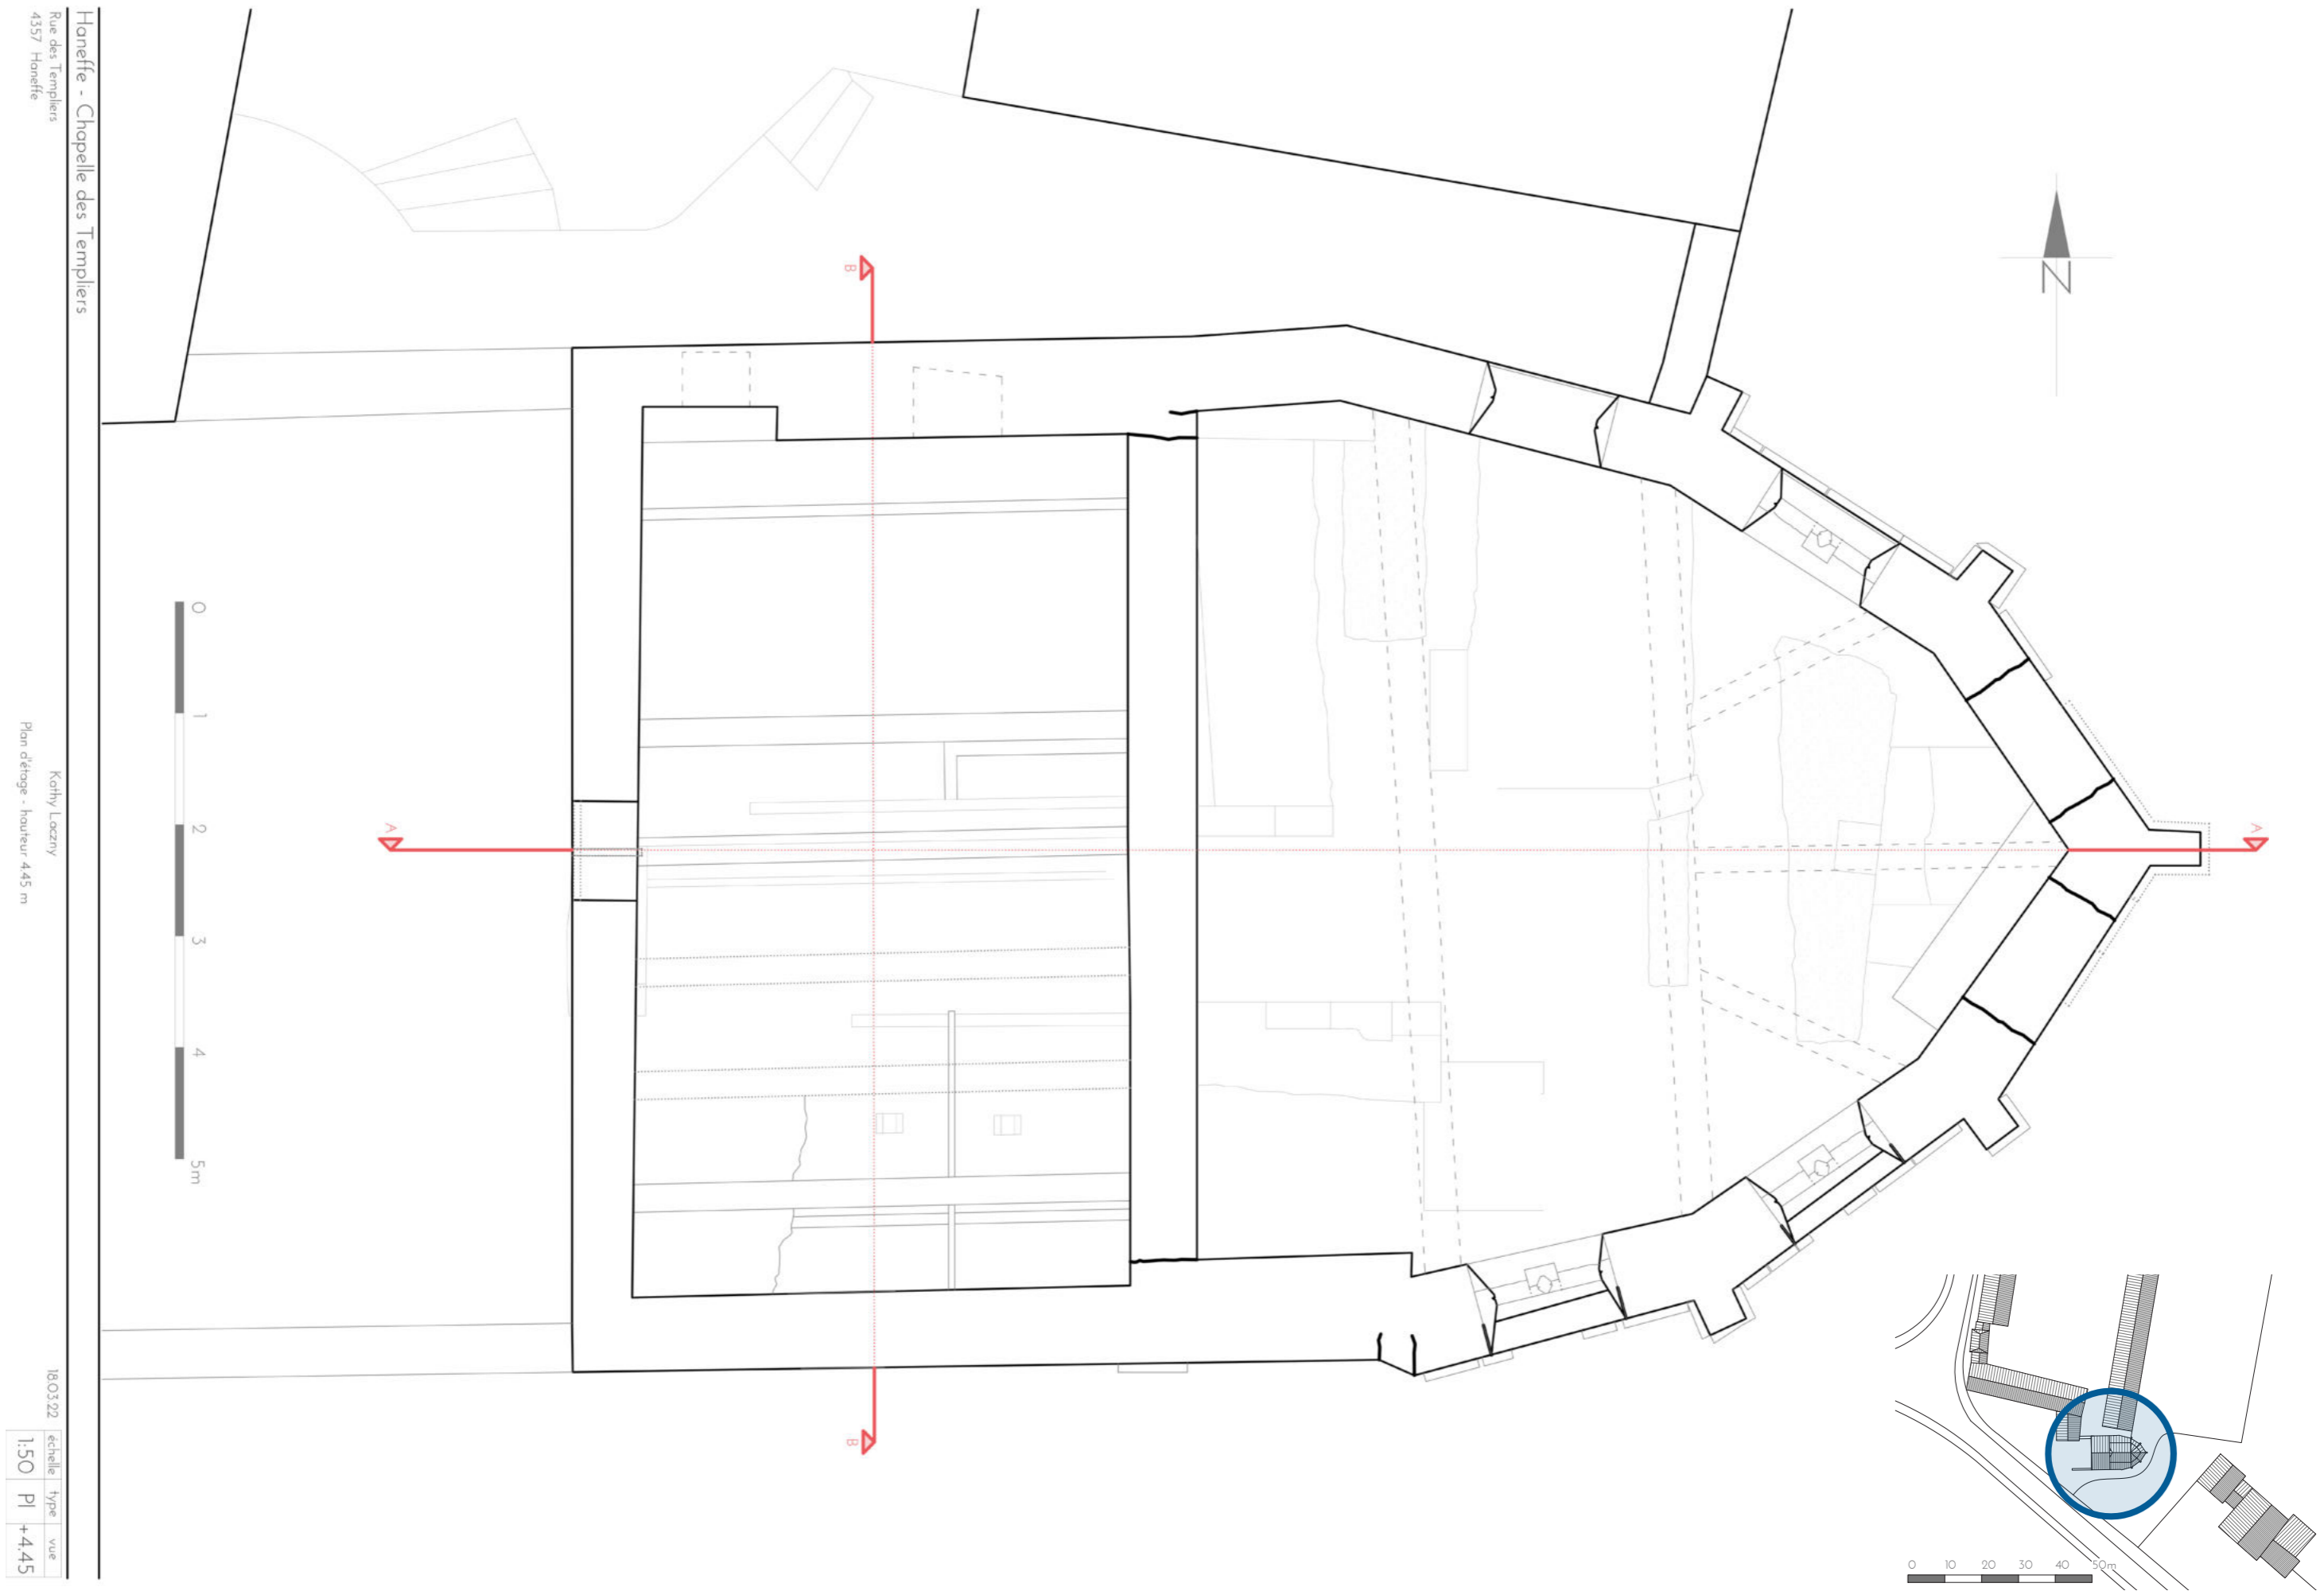 Haneffe - Chapelle des Templiers
Rue des Templiers
4357 Haneffe
Kathy Laczny
Plan d'étage - hauteur 4.45 m
18.03.22
échelle type vue
1:50 Pl +4.45
0 1 2 3 4 5m
B
N
A
A
B
0 10 20 30 40 50m